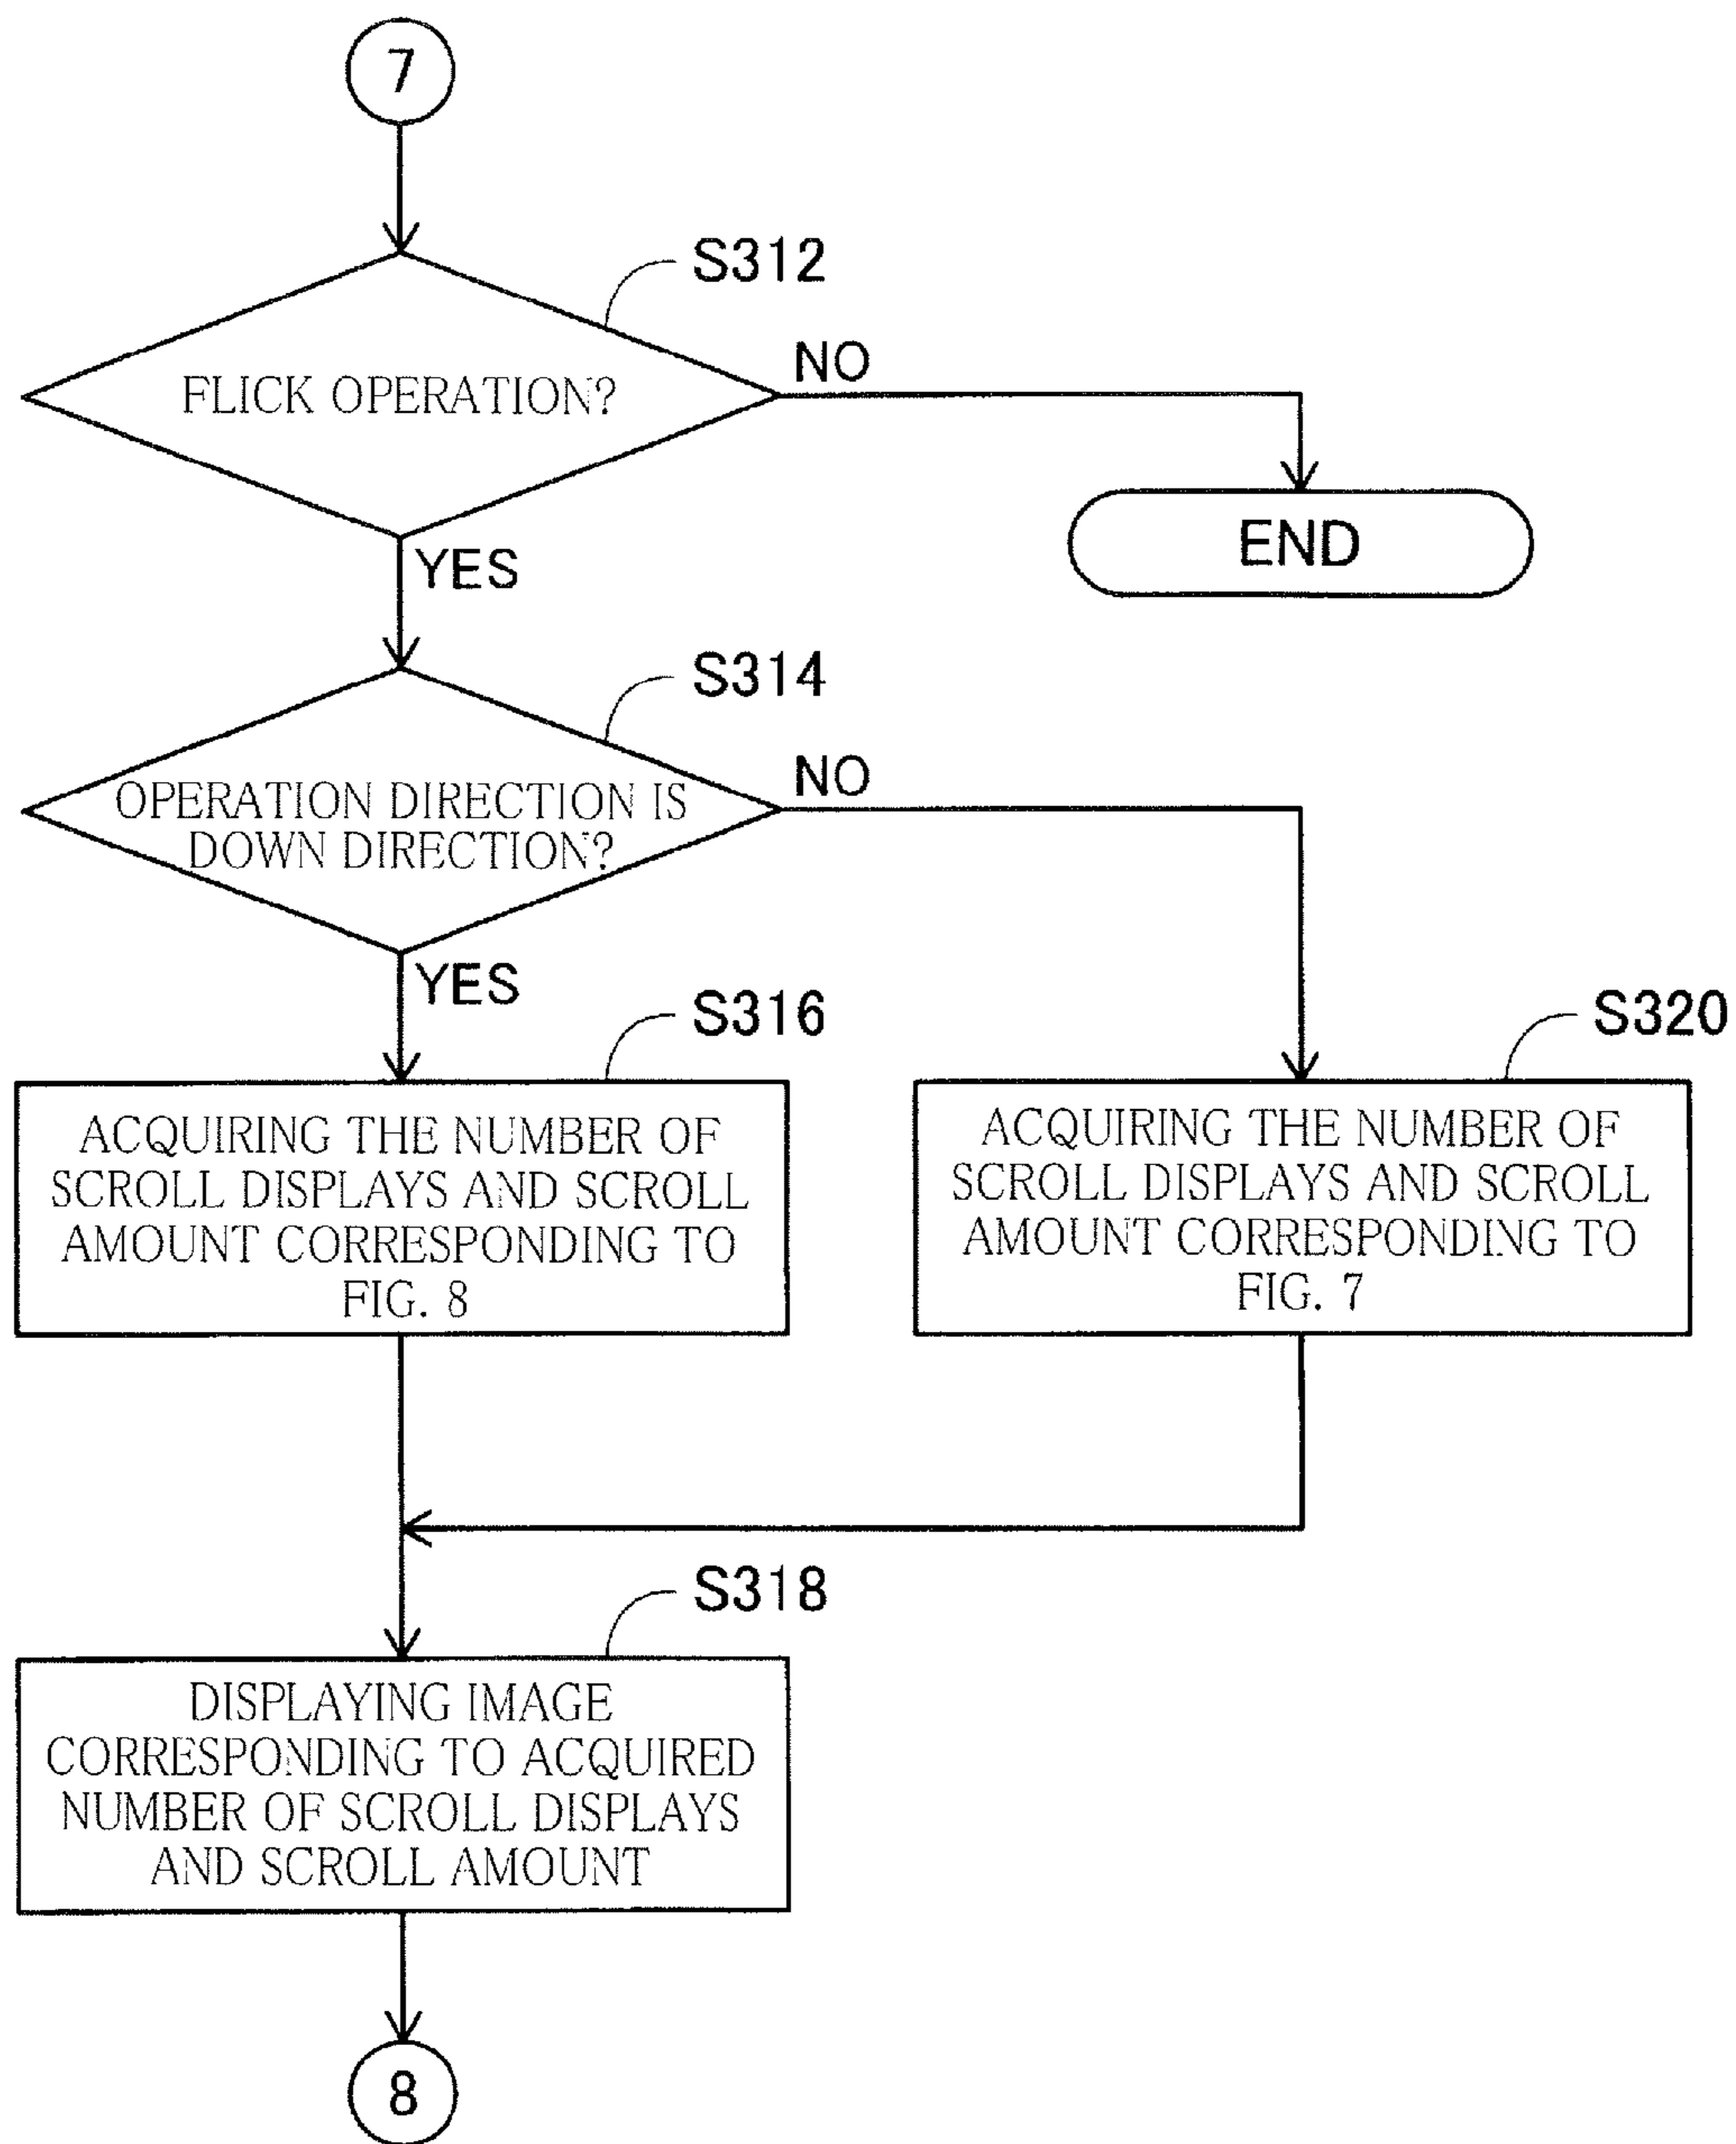 7
S312
FLICK OPERATION?
NO
END
YES
S314
OPERATION DIRECTION IS
DOWN DIRECTION?
NO
YES
S316
ACQUIRING THE NUMBER OF
SCROLL DISPLAYS AND SCROLL
AMOUNT CORRESPONDING TO
FIG. 8
S320
ACQUIRING THE NUMBER OF
SCROLL DISPLAYS AND SCROLL
AMOUNT CORRESPONDING TO
FIG. 7
S318
DISPLAYING IMAGE
CORRESPONDING TO ACQUIRED
NUMBER OF SCROLL DISPLAYS
AND SCROLL AMOUNT
8